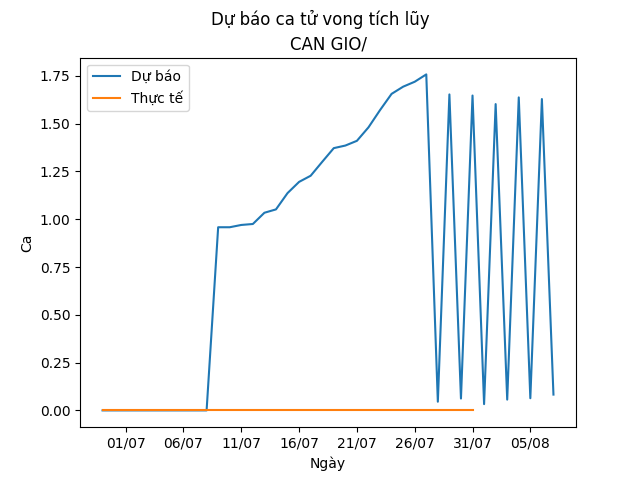 Dự báo ca tử vong tích lũy
CAN GIO/
Dự báo
Thực tế
1.75
1.50
1.25
1.00
0.75
0.50
0.25
0.00
Ca
01/07 06/07 11/07 16/07 21/07 26/07 31/07 05/08
Ngày